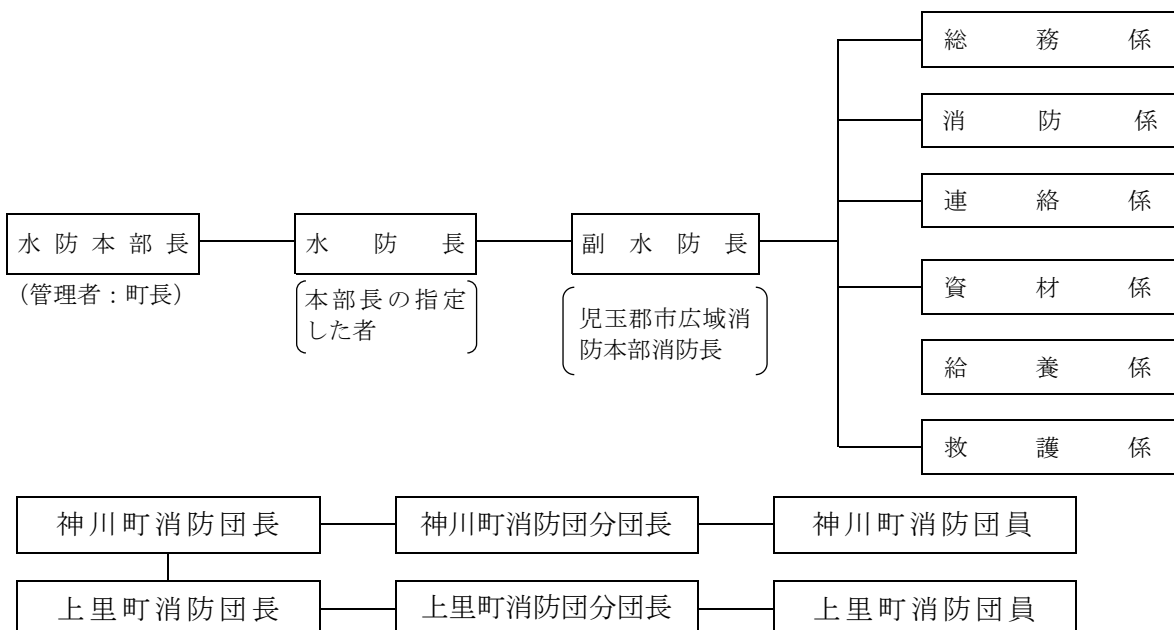 総務係
消防係
連絡係
水防本部長
水防長
副水防長
(管理者:町長)
本部長の指定
した者
児玉郡市広域消
防本部消防長
資材係
給養係
救護係
神川町消防団長
神川町消防団分団長
神川町消防団員
上里町消防団長
上里町消防団分団長
上里町消防団員